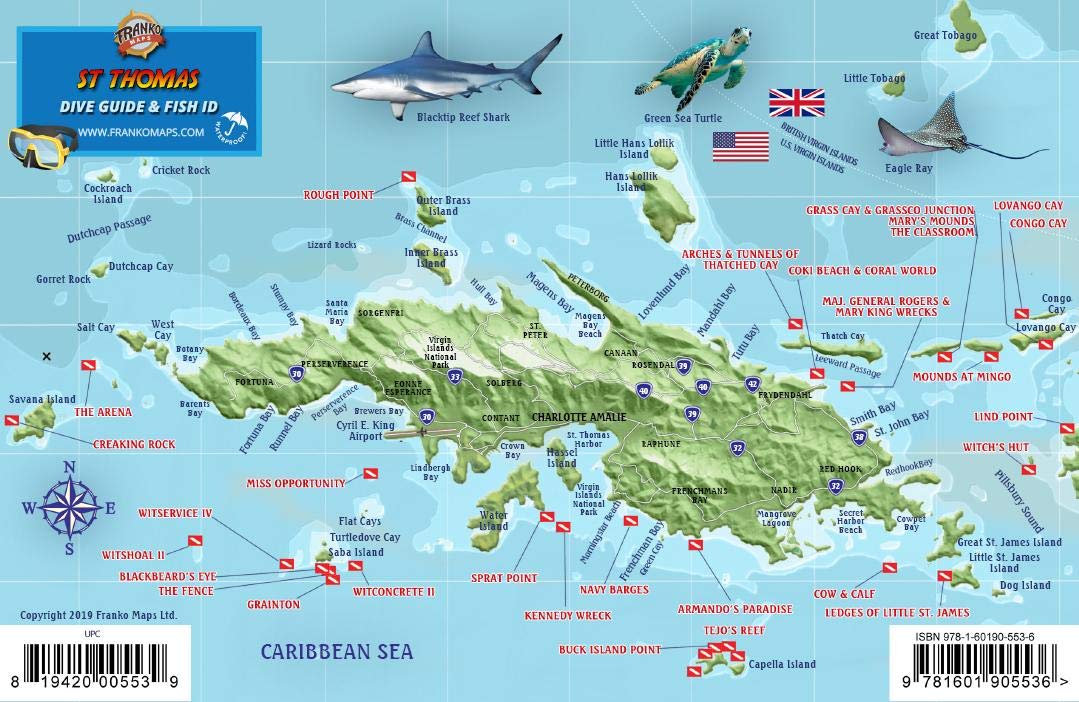 FRANKO
MAPS
ST THOMAS
DIVE GUIDE & FISH ID
WWW.FRANKOMAPS.COM
WATERPROOF!
Blacktip Reef Shark
Green Sea Turtle
Great Tobago
Little Tobago
BRITISH VIRGIN ISLANDS
U.S. VIRGIN ISLANDS
Eagle Ray
Little Hans Lollik
Island
Hans Lollik
Island
Cricket Rock
Cockroach
Island
Dutchcap Passage
Dutchcap Cay
Gorret Rock
ROUGH POINT
Outer Brass
Island
Brass Channel
Lizard Rocks
Inner Brass
Island
GRASS CAY & GRASSCO JUNCTION
MARY'S MOUNDS
THE CLASSROOM
LOVANGO CAY
CONGO CAY
ARCHES & TUNNELS OF
THATCHED CAY
COKI BEACH & CORAL WORLD
MAJ. GENERAL ROGERS &
MARY KING WRECKS
Congo
Cay
Lovango Cay
Salt Cay
West
Cay
Botany
Bay
Bordeaux Bay
Stumpy Bay
Santa
Maria
Bay
SORGENFRI
Hull Bay
Magens Bay
PETERBORG
Magens
Bay
Beach
Lovenlund Bay
Mandahl Bay
Tutu Bay
Thatch Cay
Leeward Passage
MOUNDS AT MINGO
Virgin
Islands
National
Park
ST.
PETER
CANAAN
ROSENDAL
39
PERSEVERENCE
30
FORTUNA
33
SOLBERG
BONNE
ESPERANCE
40
40
42
FRYDENDAHL
Savana Island
THE ARENA
CREAKING ROCK
Barents
Bay
Fortuna Bay
Runnel Bay
Perseverence
Bay
Brewers Bay
30
Cyril E. King
Airport
CONTANT
CHARLOTTE AMALIE
39
Smith Bay
St. John Bay
38
LIND POINT
WITCH'S HUT
St. Thomas
Harbor
Crown
Bay
Hassel
Island
RAPHUNE
32
RED HOOK
32
RedhookBay
Pillsbury Sound
Lindbergh
Bay
MISS OPPORTUNITY
Virgin
Islands
National
Park
FRENCHMANS
BAY
NADIR
Water
Island
Morningstar Beach
Frenchman Bay
Green Cay
Mangrove
Lagoon
Secret
Harbor
Beach
Cowpet
Bay
N
W
E
S
WITSERVICE IV
WITSHOAL II
BLACKBEARD'S EYE
THE FENCE
GRAINTON
Flat Cays
Turtledove Cay
Saba Island
WITCONCRETE II
SPRAT POINT
KENNEDY WRECK
NAVY BARGES
ARMANDO'S PARADISE
Great St. James Island
Little St. James
Island
Dog Island
COW & CALF
LEDGES OF LITTLE ST. JAMES
TEJO'S REEF
BUCK ISLAND POINT
Capella Island
CARIBBEAN SEA
Copyright 2019 Franko Maps Ltd.
UPC
8 19420 00553 9
ISBN 978-1-60190-553-6
9 781601 905536 >